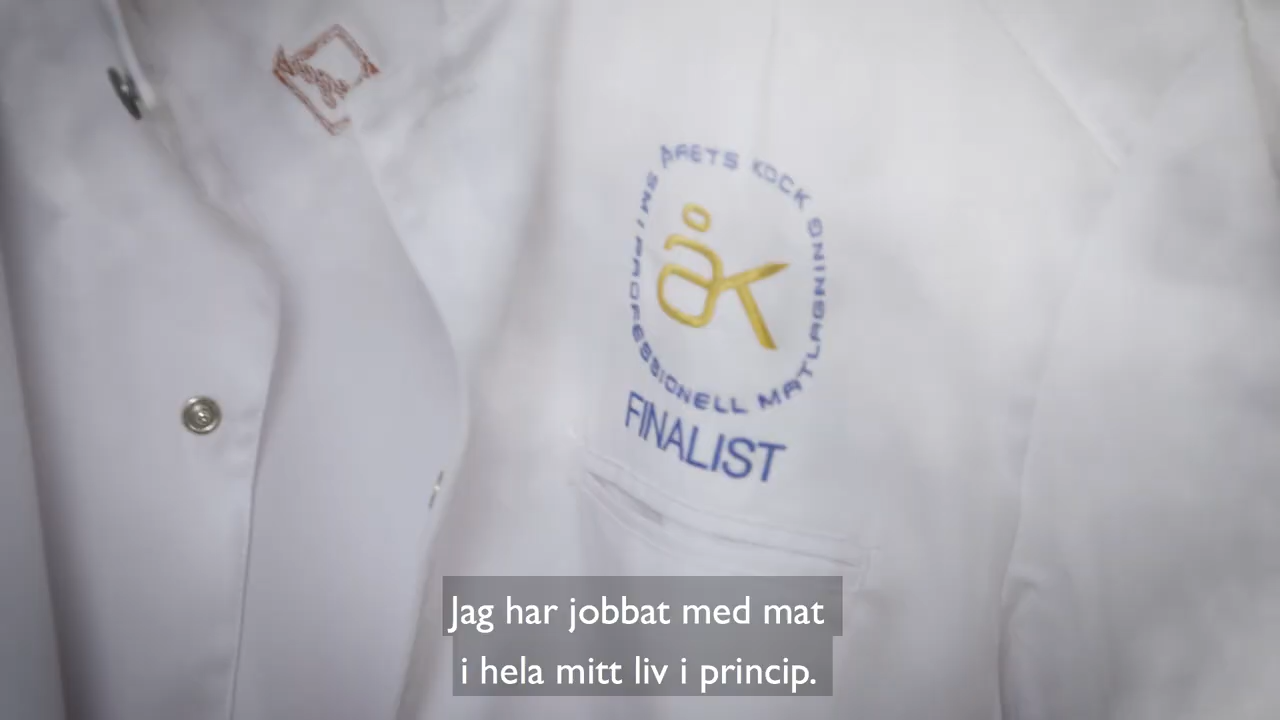 ÅRETS KOCK
SM I PROFESSIONELL MATLAGNING
åK
FINALIST
Jag har jobbat med mat
i hela mitt liv i princip.